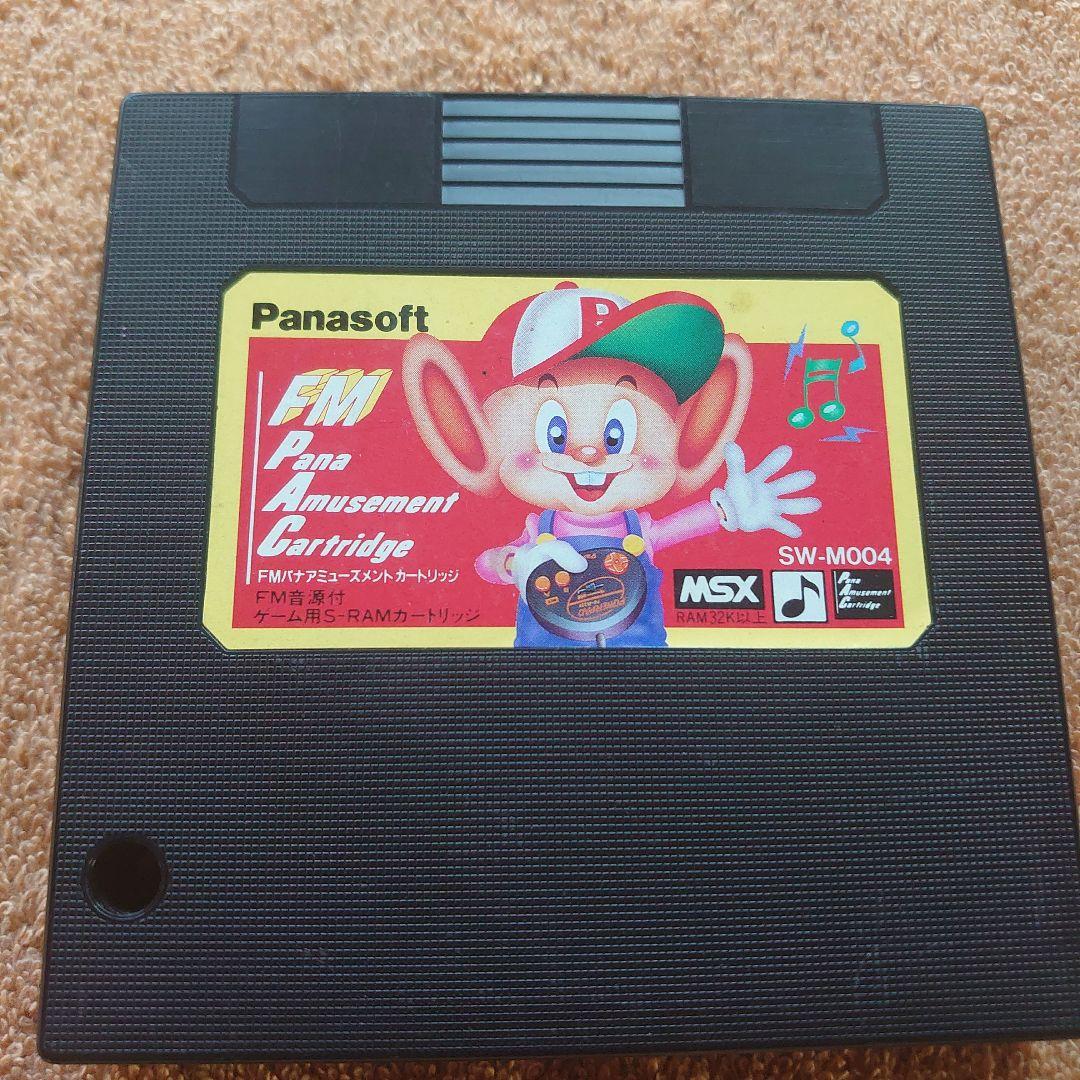 Panasoft
FM
Pana
Amusement
Cartridge
FMパナアミューズメントカートリッジ
FM音源付
ゲーム用S-RAMカートリッジ
SW-M004
MSX
RAM32K以上
Pana
Amusement
Cartridge